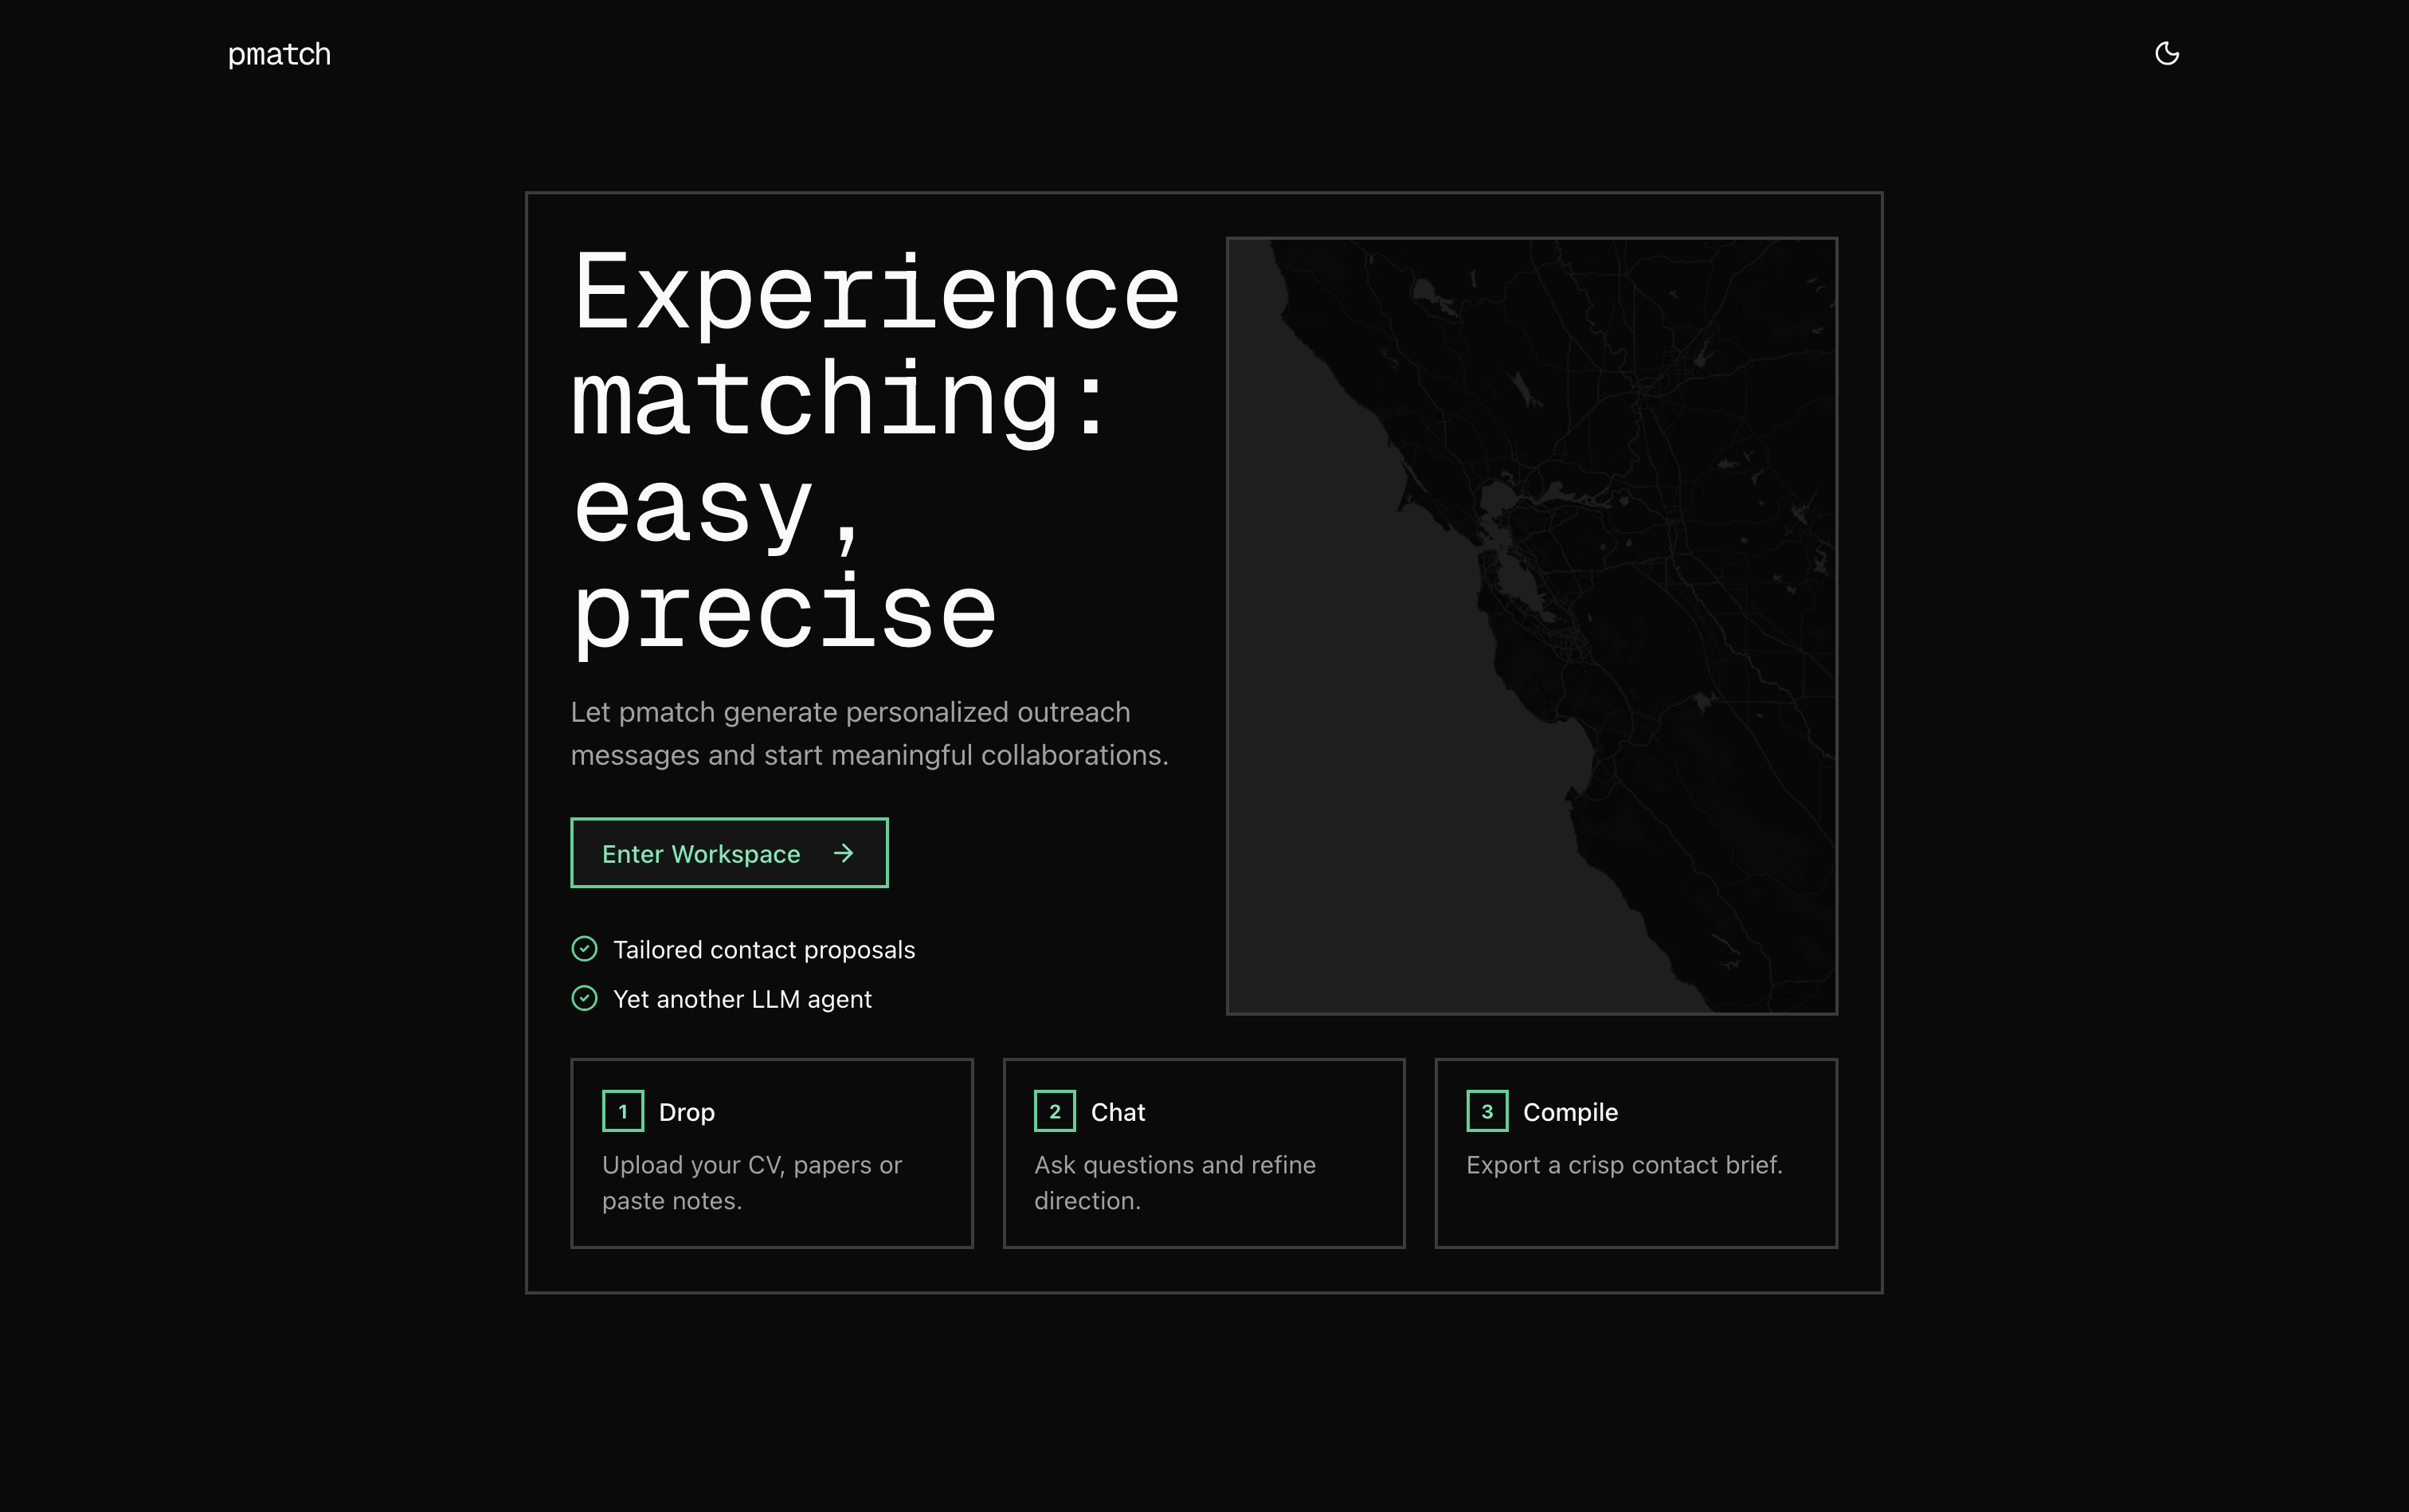 pmatch
Experience
matching:
easy,
precise
Let pmatch generate personalized outreach
messages and start meaningful collaborations.
Enter Workspace
Tailored contact proposals
Yet another LLM agent
1 Drop
Upload your CV, papers or
paste notes.
2 Chat
Ask questions and refine
direction.
3 Compile
Export a crisp contact brief.